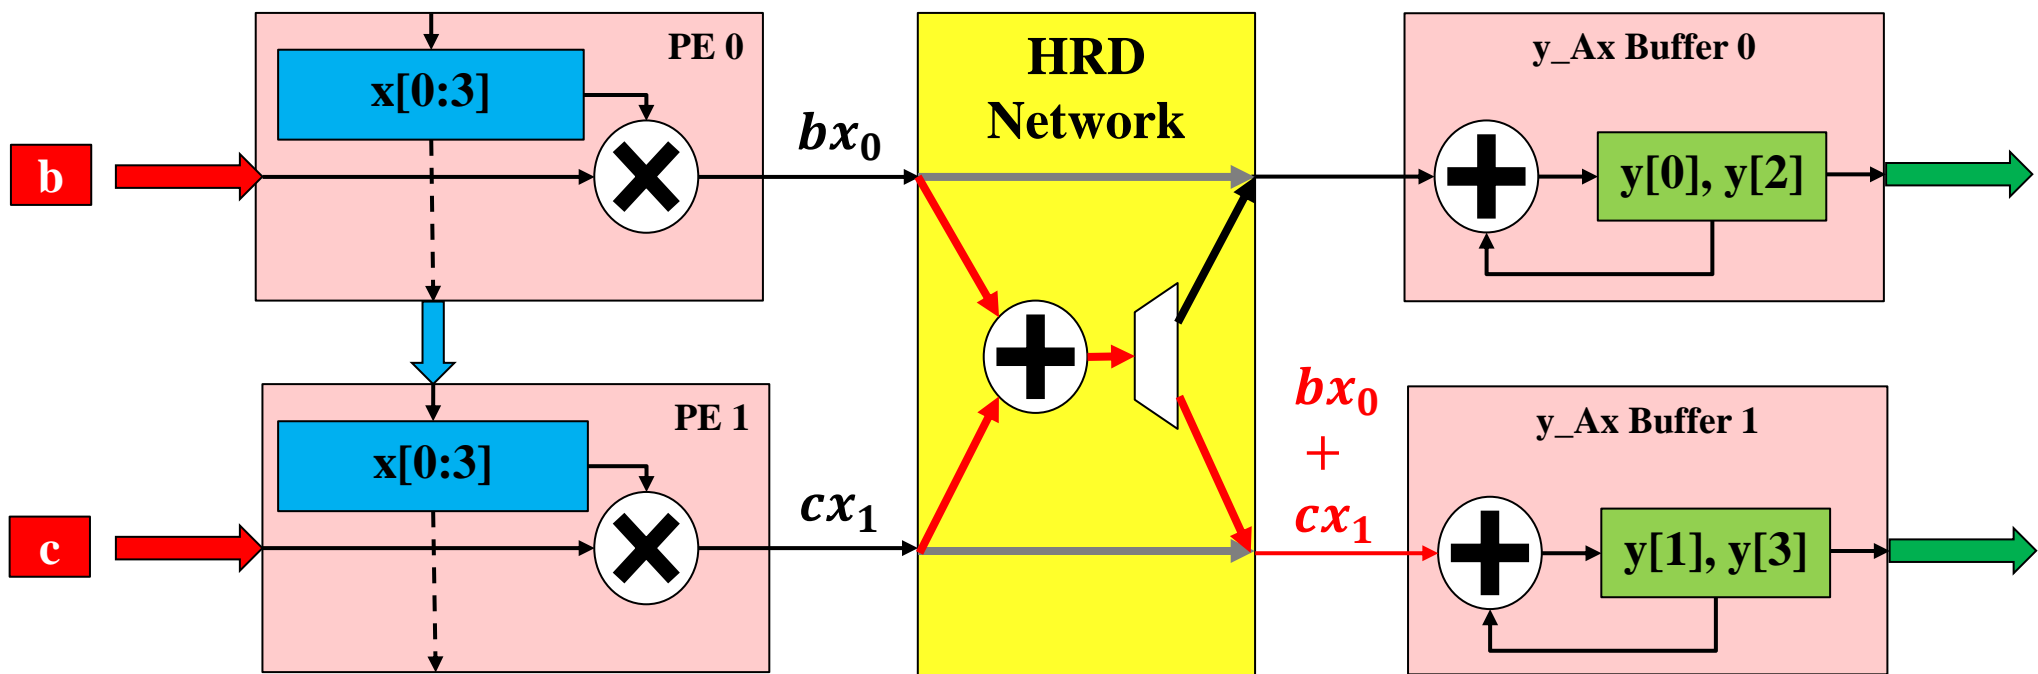 PE 0
x[0:3]
b
bx₀
HRD
Network
y_Ax Buffer 0
y[0], y[2]
PE 1
x[0:3]
c
cx₁
bx₀
+
cx₁
y_Ax Buffer 1
y[1], y[3]